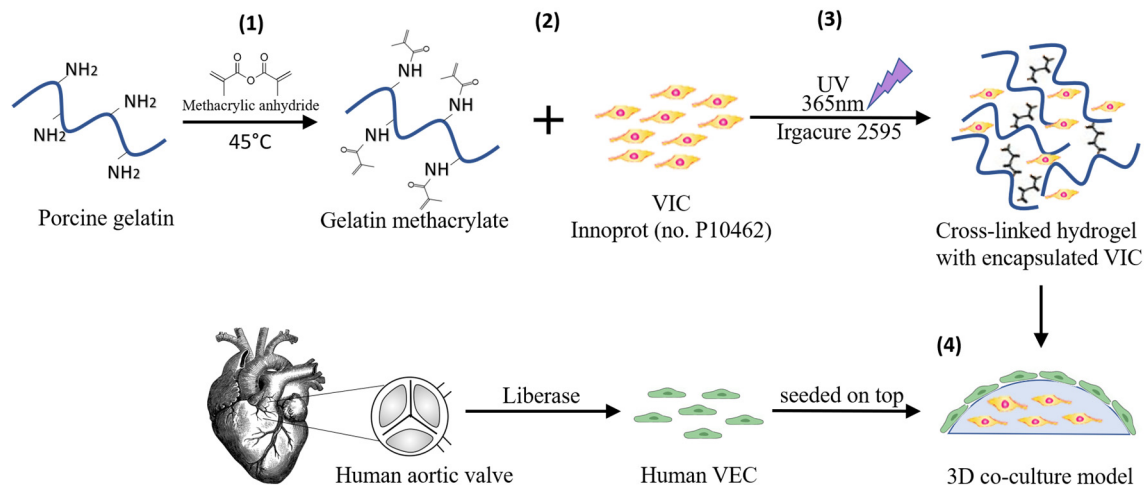 (1)
(2)
(3)
NH2
NH2
NH2
NH2
NH2
O
O
O
Methacrylic anhydride
45°C
O
NH
O
NH
NH
O
NH
O
+
UV
365nm
Irgacure 2595
Porcine gelatin
Gelatin methacrylate
VIC
Innoprot (no. P10462)
Cross-linked hydrogel
with encapsulated VIC
(4)
Liberase
seeded on top
Human aortic valve
Human VEC
3D co-culture model